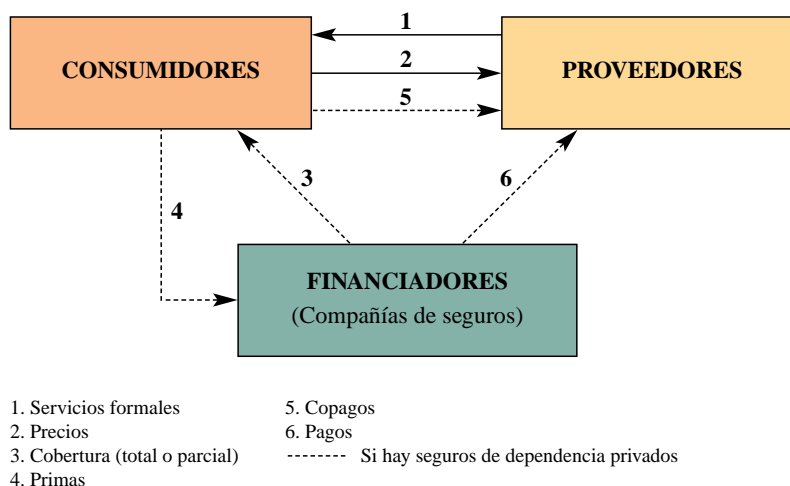 1
CONSUMIDORES
2
PROVEEDORES
5
3
6
4
FINANCIADORES
(Compañías de seguros)
1. Servicios formales
2. Precios
3. Cobertura (total o parcial)
4. Primas
5. Copagos
6. Pagos
Si hay seguros de dependencia privados